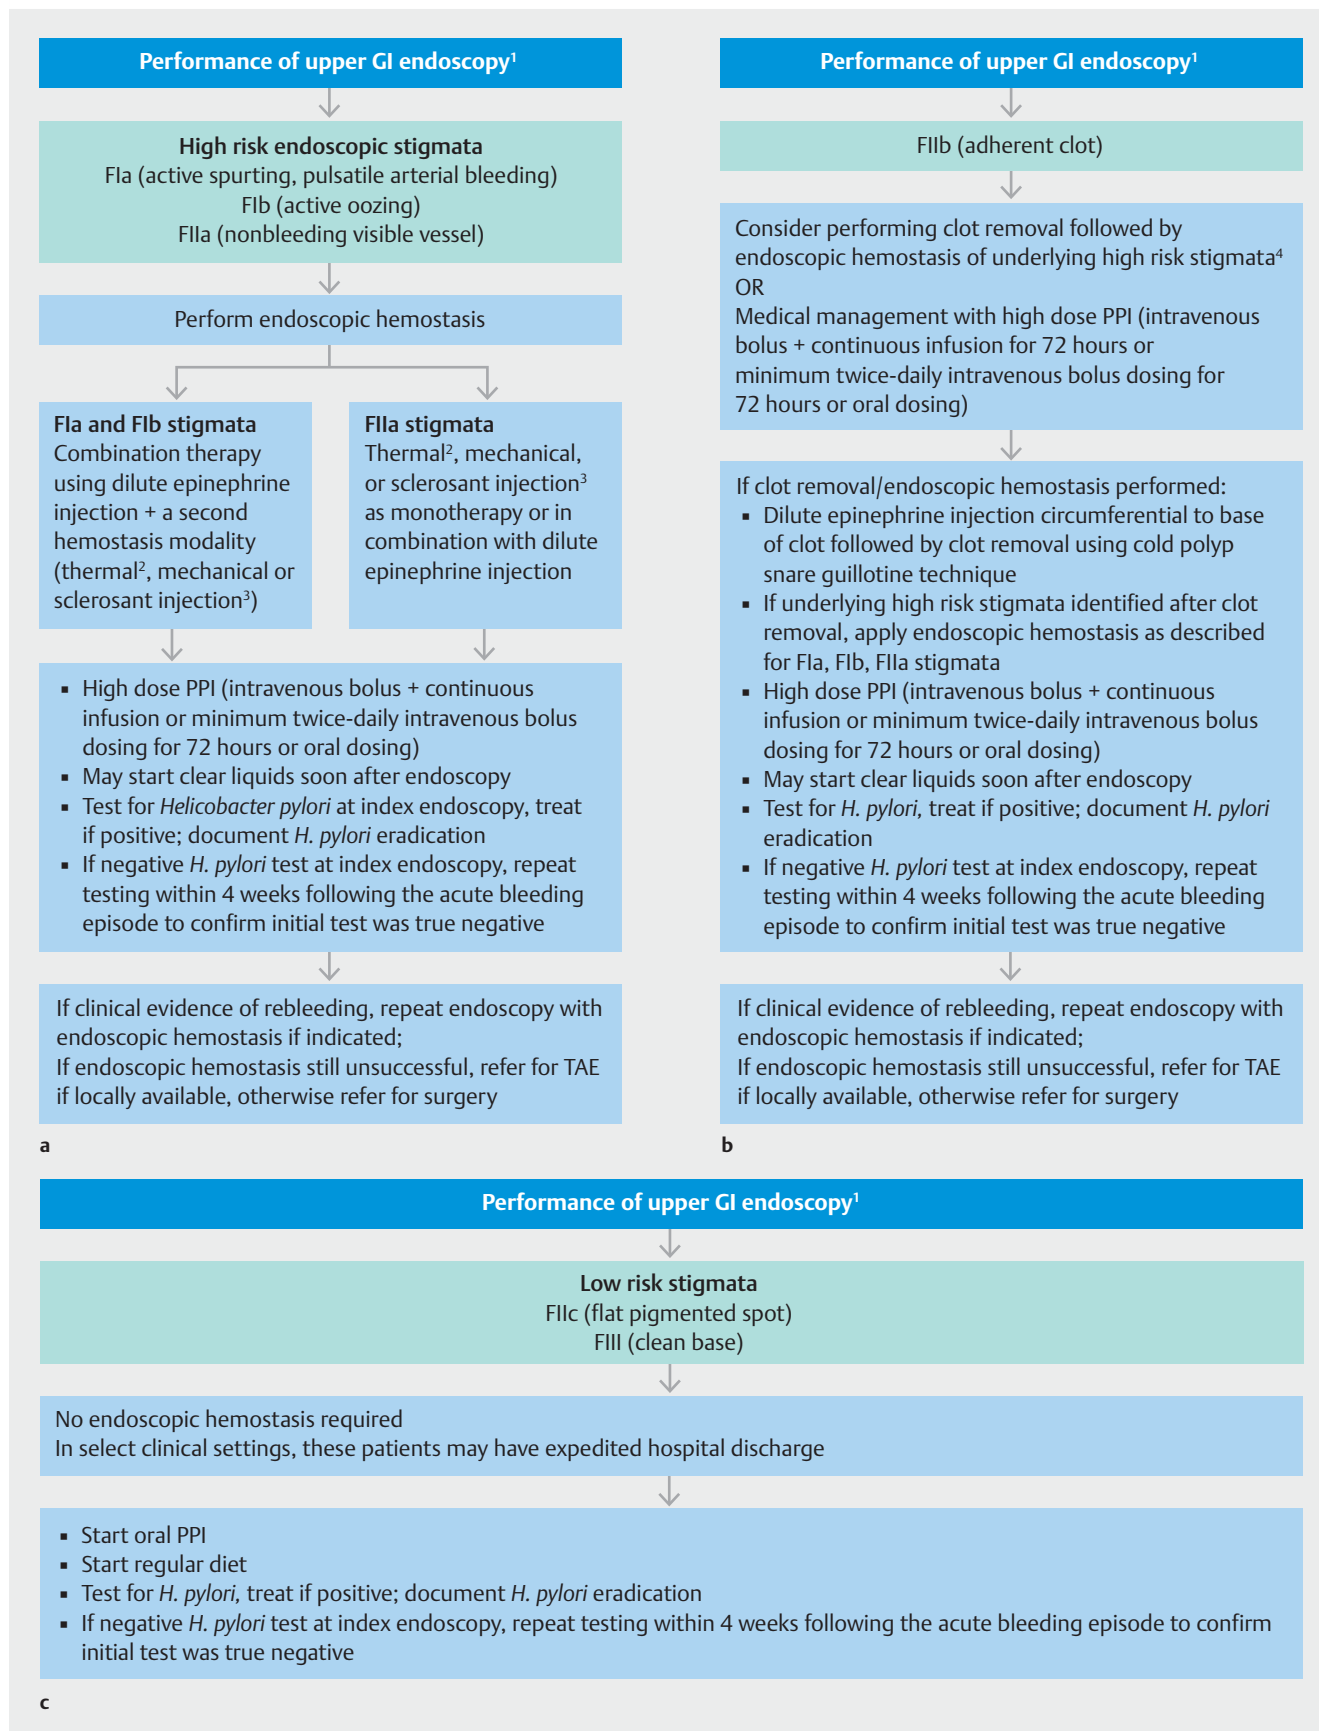 Performance of upper GI endoscopy¹
High risk endoscopic stigmata
FIa (active spurting, pulsatile arterial bleeding)
FIb (active oozing)
FIIa (nonbleeding visible vessel)
Perform endoscopic hemostasis
FIa and FIb stigmata
Combination therapy
using dilute epinephrine
injection + a second
hemostasis modality
(thermal², mechanical or
sclerosant injection³)
FIIa stigmata
Thermal², mechanical,
or sclerosant injection³
as monotherapy or in
combination with dilute
epinephrine injection
▪ High dose PPI (intravenous bolus + continuous
infusion or minimum twice-daily intravenous bolus
dosing for 72 hours or oral dosing)
▪ May start clear liquids soon after endoscopy
▪ Test for Helicobacter pylori at index endoscopy, treat
if positive; document H. pylori eradication
▪ If negative H. pylori test at index endoscopy, repeat
testing within 4 weeks following the acute bleeding
episode to confirm initial test was true negative
If clinical evidence of rebleeding, repeat endoscopy with
endoscopic hemostasis if indicated;
If endoscopic hemostasis still unsuccessful, refer for TAE
if locally available, otherwise refer for surgery
a
Performance of upper GI endoscopy¹
FIIb (adherent clot)
Consider performing clot removal followed by
endoscopic hemostasis of underlying high risk stigmata⁴
OR
Medical management with high dose PPI (intravenous
bolus + continuous infusion for 72 hours or
minimum twice-daily intravenous bolus dosing for
72 hours or oral dosing)
If clot removal/endoscopic hemostasis performed:
▪ Dilute epinephrine injection circumferential to base
of clot followed by clot removal using cold polyp
snare guillotine technique
▪ If underlying high risk stigmata identified after clot
removal, apply endoscopic hemostasis as described
for FIa, FIb, FIIa stigmata
▪ High dose PPI (intravenous bolus + continuous
infusion or minimum twice-daily intravenous bolus
dosing for 72 hours or oral dosing)
▪ May start clear liquids soon after endoscopy
▪ Test for H. pylori, treat if positive; document H. pylori
eradication
▪ If negative H. pylori test at index endoscopy, repeat
testing within 4 weeks following the acute bleeding
episode to confirm initial test was true negative
If clinical evidence of rebleeding, repeat endoscopy with
endoscopic hemostasis if indicated;
If endoscopic hemostasis still unsuccessful, refer for TAE
if locally available, otherwise refer for surgery
b
Performance of upper GI endoscopy¹
Low risk stigmata
FIIc (flat pigmented spot)
FIII (clean base)
No endoscopic hemostasis required
In select clinical settings, these patients may have expedited hospital discharge
▪ Start oral PPI
▪ Start regular diet
▪ Test for H. pylori, treat if positive; document H. pylori eradication
▪ If negative H. pylori test at index endoscopy, repeat testing within 4 weeks following the acute bleeding episode to confirm
initial test was true negative
c